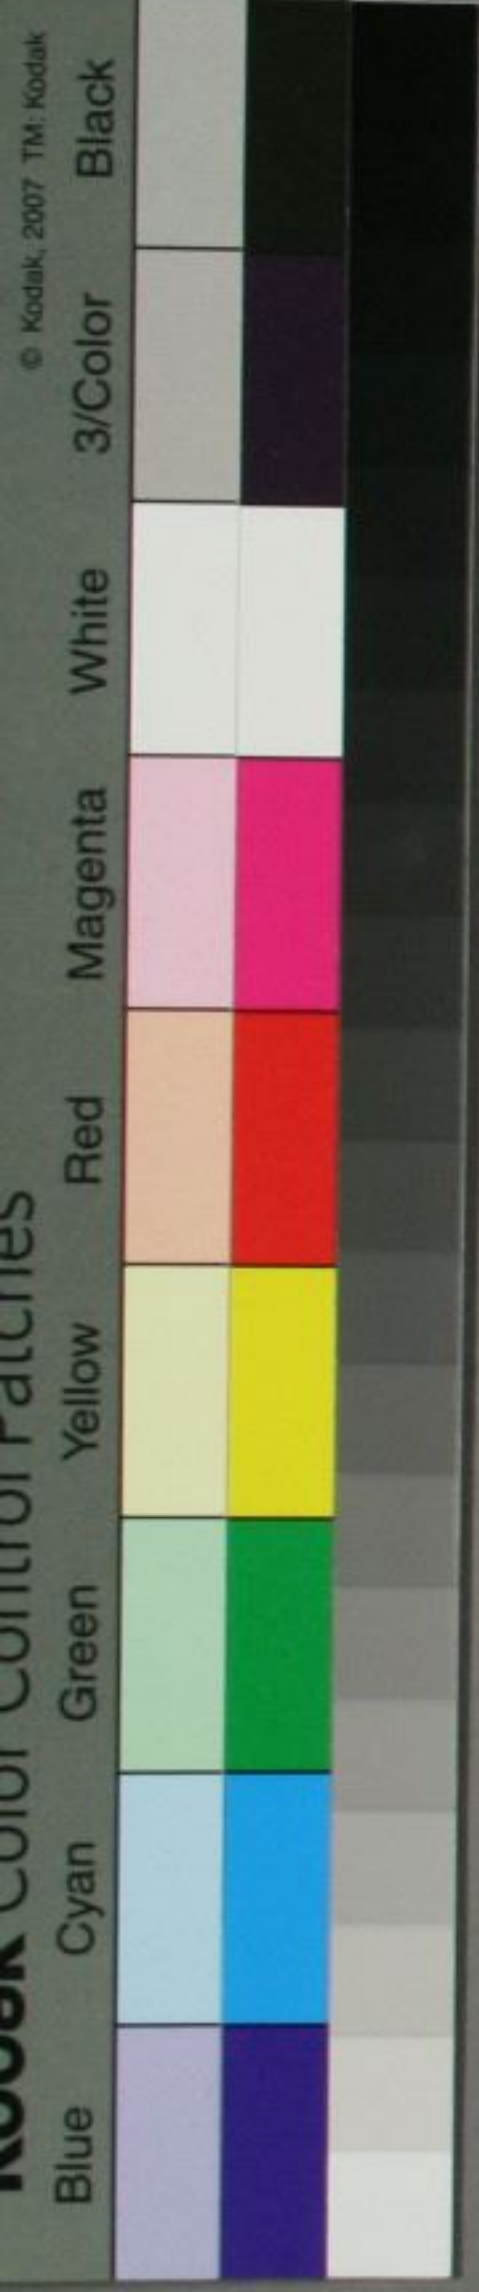 Kodak Color Control Patches
© Kodak, 2007 TM: Kodak
Blue Cyan Green Yellow Red Magenta White 3/Color Black